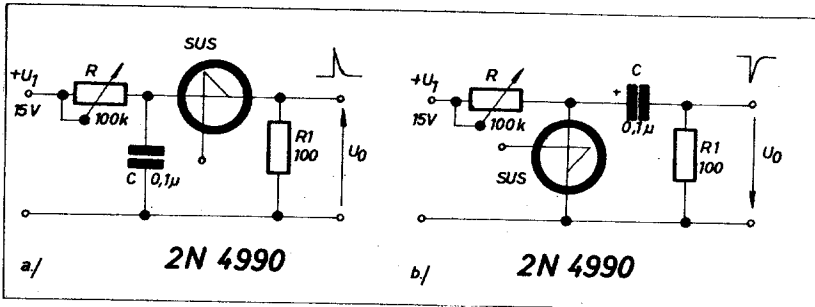 SUS
+U1
R
15V
100k
C 0,1µ
R1
100
U0
a./
2N 4990
+U1
R
15V
100k
C
+
0,1µ
SUS
R1
100
U0
b./
2N 4990